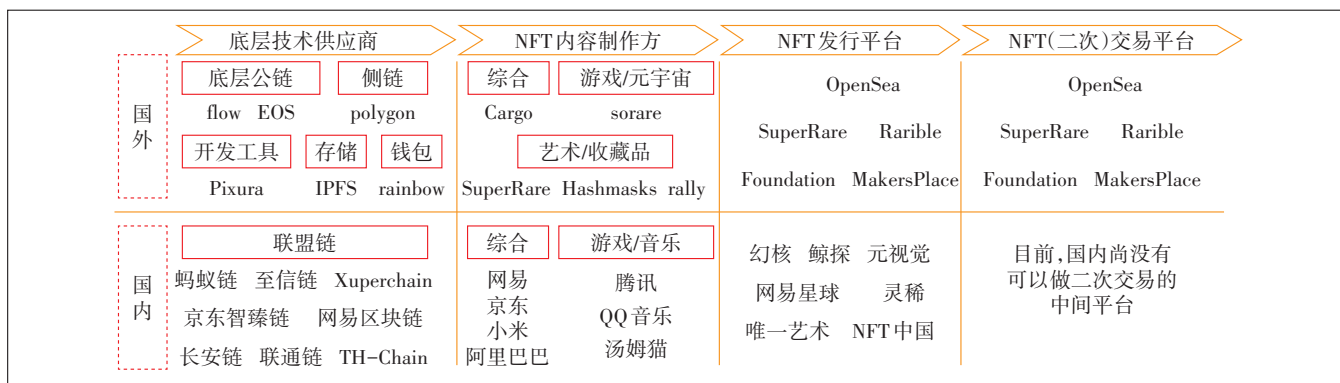 底层技术供应商 NFT内容制作方 NFT发行平台 NFT(二次)交易平台
国外
底层公链 侧链
flow EOS polygon
开发工具 存储 钱包
Pixura IPFS rainbow
综合 游戏/元宇宙
Cargo sorare
艺术/收藏品
SuperRare Hashmasks rally
OpenSea
SuperRare Rarible
Foundation MakersPlace
OpenSea
SuperRare Rarible
Foundation MakersPlace
国内
联盟链
蚂蚁链 至信链 Xuperchain
京东智臻链 网易区块链
长安链 联通链 TH-Chain
综合
网易
京东
小米
阿里巴巴
游戏/音乐
腾讯
QQ音乐
汤姆猫
幻核 鲸探 元视觉
网易星球 灵稀
唯一艺术 NFT中国
目前,国内尚没有
可以做二次交易的
中间平台